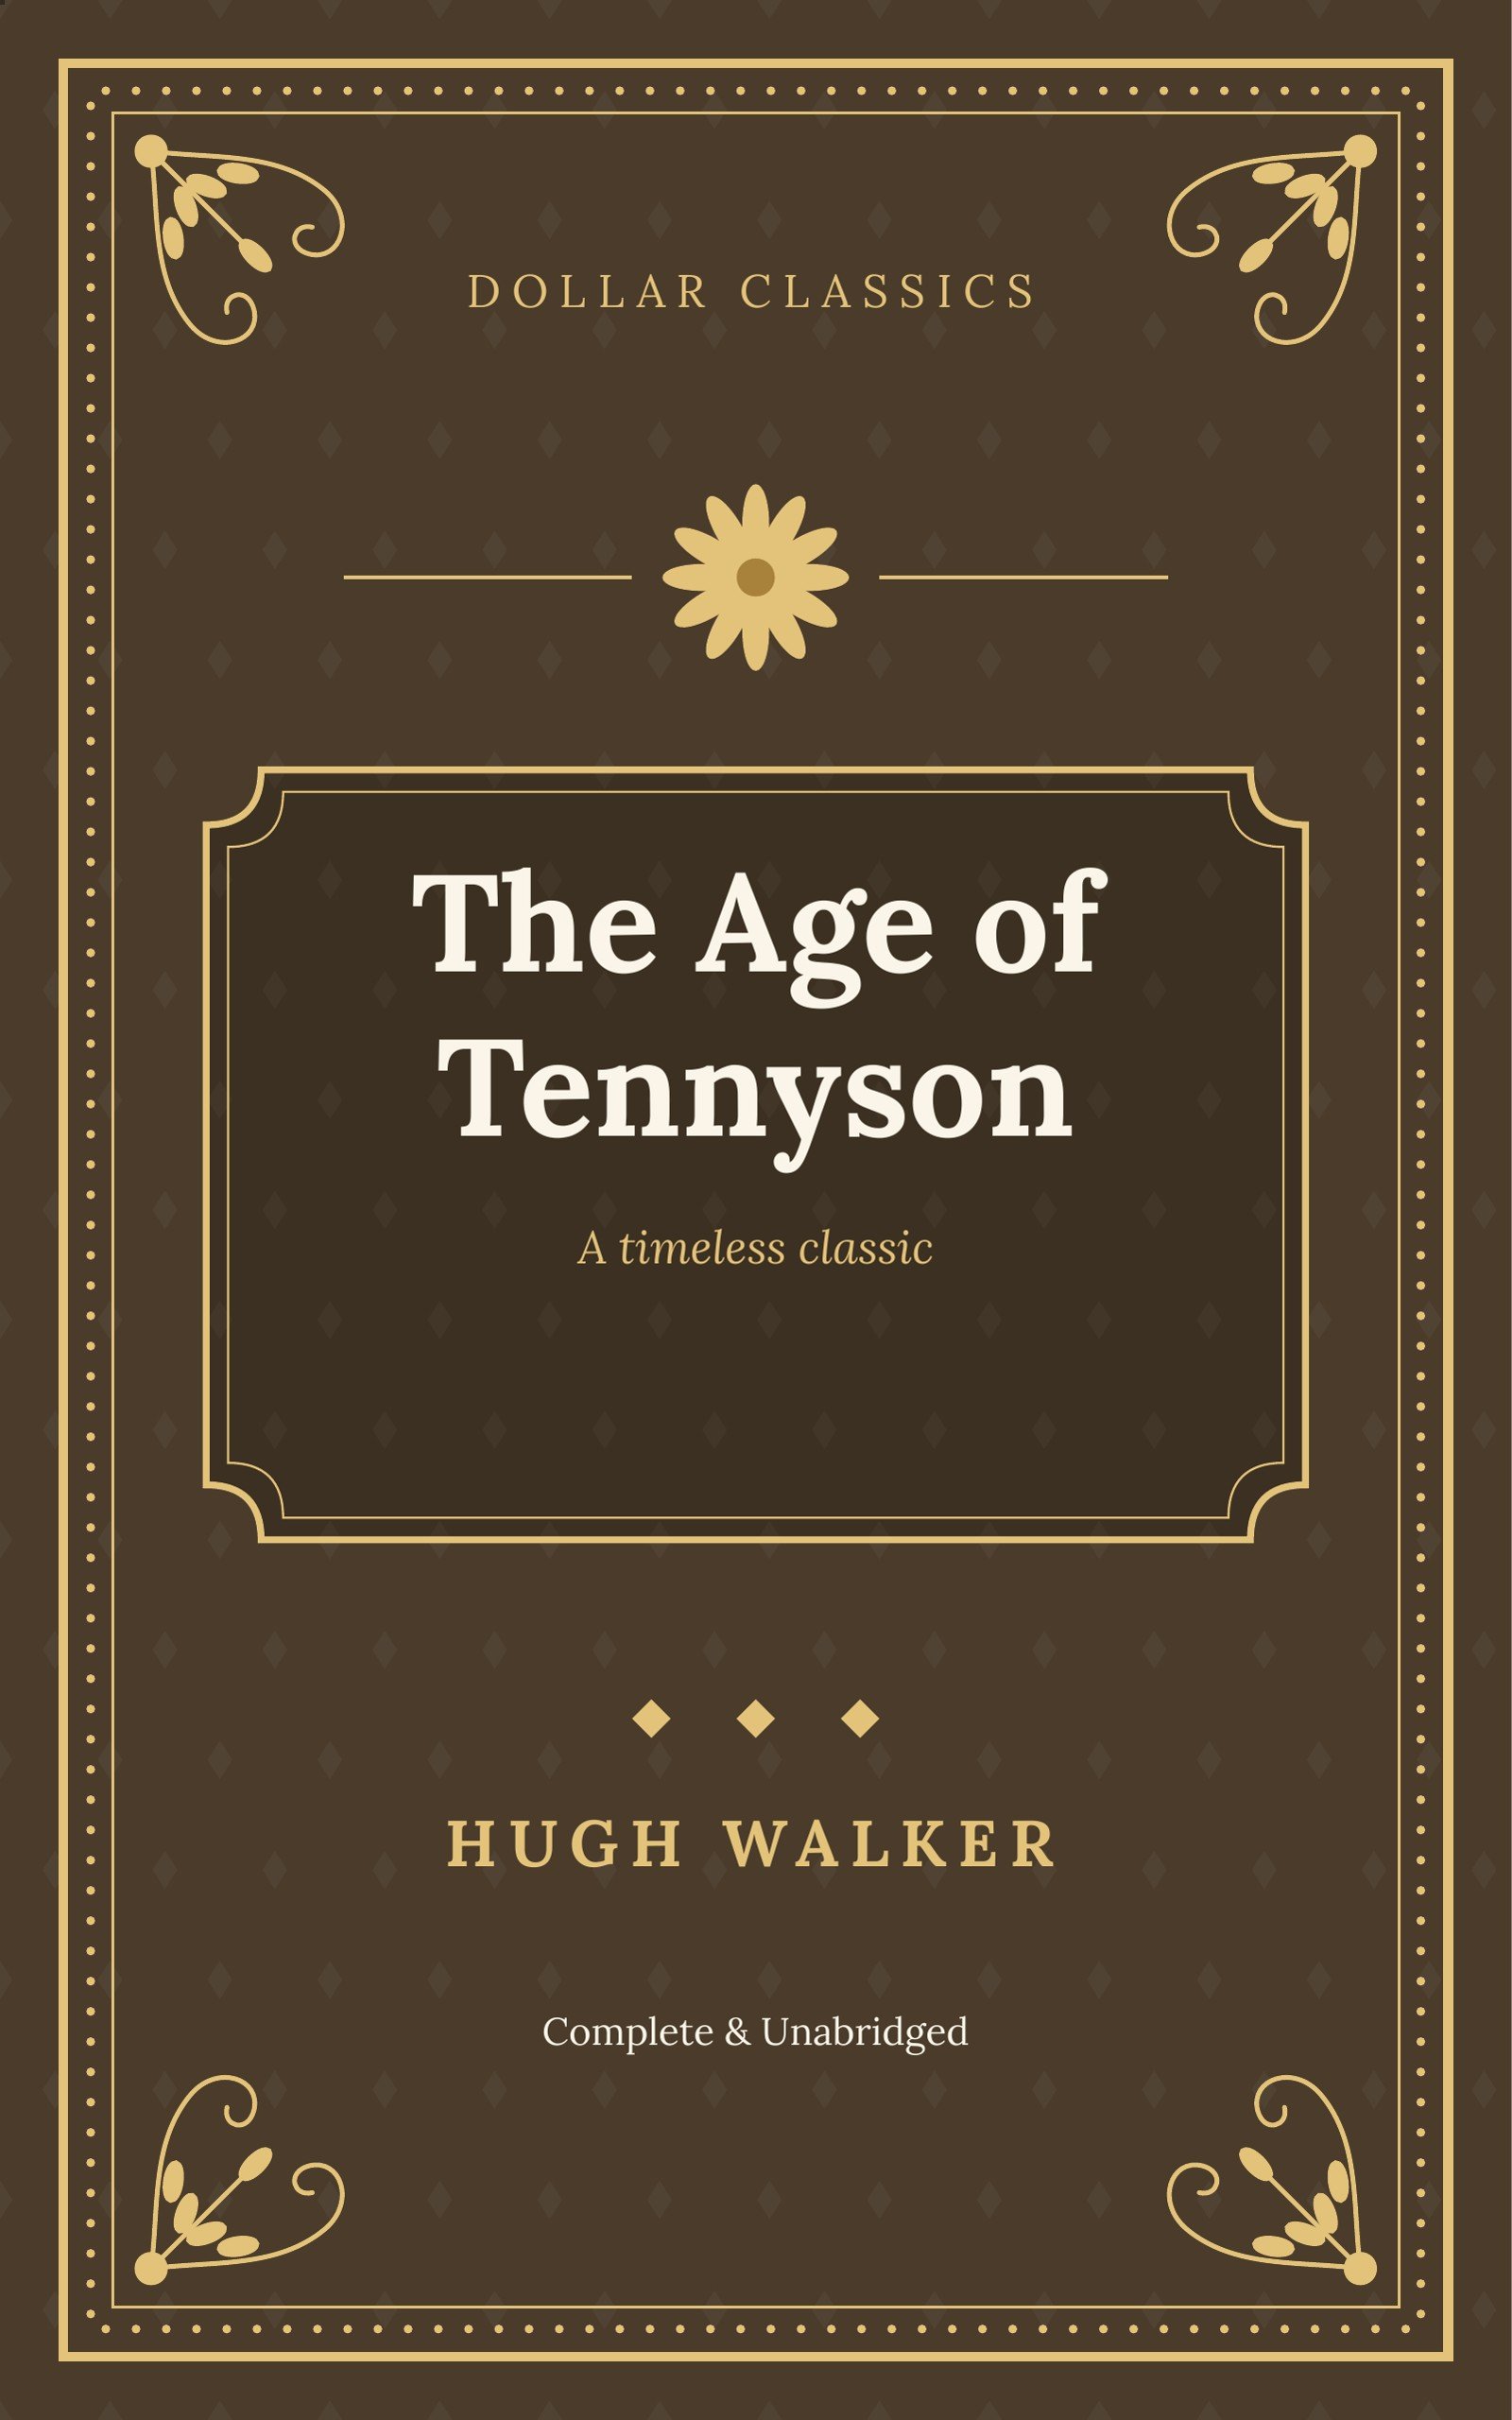 DOLLAR CLASSICS
The Age of
Tennyson
A timeless classic
HUGH WALKER
Complete & Unabridged